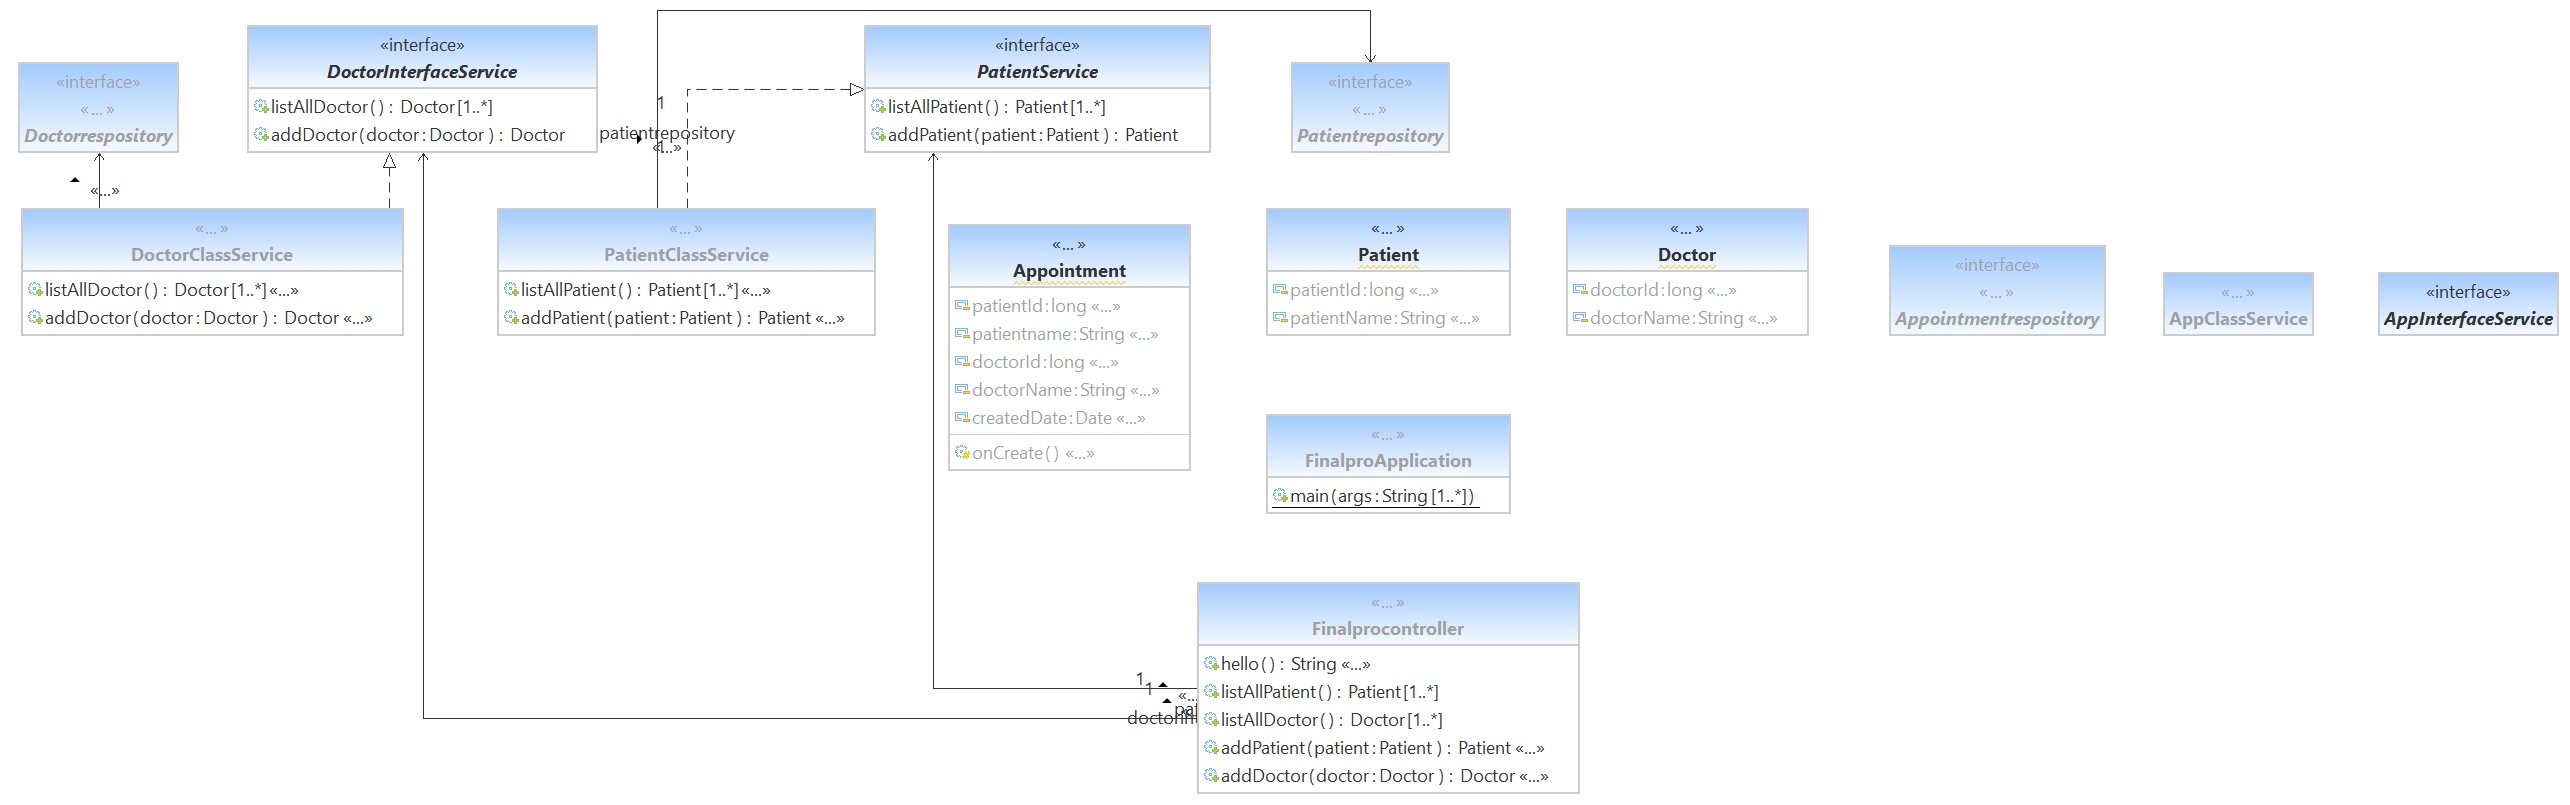 «interface»
«...»
Doctorrespository
«interface»
DoctorInterfaceService
listAllDoctor() : Doctor[1..*]
addDoctor(doctor:Doctor) : Doctor
1
patientrepository
«...»
«interface»
PatientService
listAllPatient() : Patient[1..*]
addPatient(patient:Patient) : Patient
«interface»
«...»
Patientrepository
«...»
«...»
DoctorClassService
listAllDoctor() : Doctor[1..*] «...»
addDoctor(doctor:Doctor) : Doctor «...»
«...»
PatientClassService
listAllPatient() : Patient[1..*] «...»
addPatient(patient:Patient) : Patient «...»
«...»
Appointment
patientId:long «...»
patientname:String «...»
doctorId:long «...»
doctorName:String «...»
createdDate:Date «...»
onCreate() «...»
«...»
Patient
patientId:long «...»
patientName:String «...»
«...»
Doctor
doctorId:long «...»
doctorName:String «...»
«interface»
«...»
Appointmentrespository
«...»
AppClassService
«interface»
AppInterfaceService
«...»
FinalproApplication
main(args:String[1..*])
«...»
Finalprocontroller
hello() : String «...»
listAllPatient() : Patient[1..*]
listAllDoctor() : Doctor[1..*]
addPatient(patient:Patient) : Patient «...»
addDoctor(doctor:Doctor) : Doctor «...»
1
1